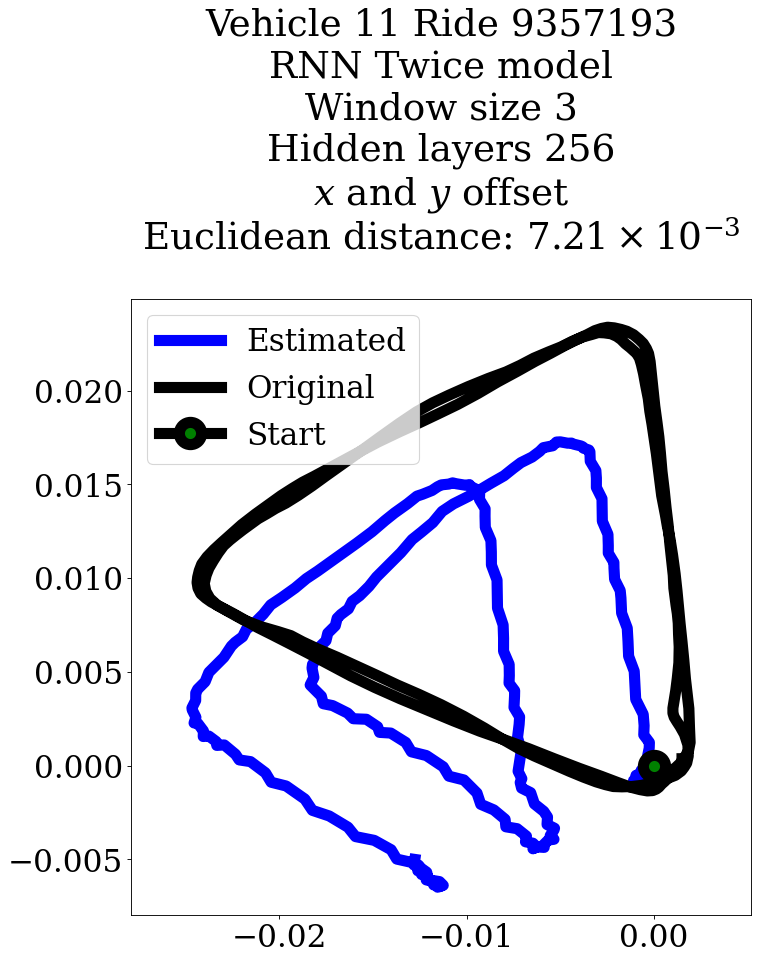 Vehicle 11 Ride 9357193
RNN Twice model
Window size 3
Hidden layers 256
x and y offset
Euclidean distance: 7.21 × 10⁻³
Estimated
Original
Start
0.020
0.015
0.010
0.005
0.000
−0.005
−0.02 −0.01 0.00